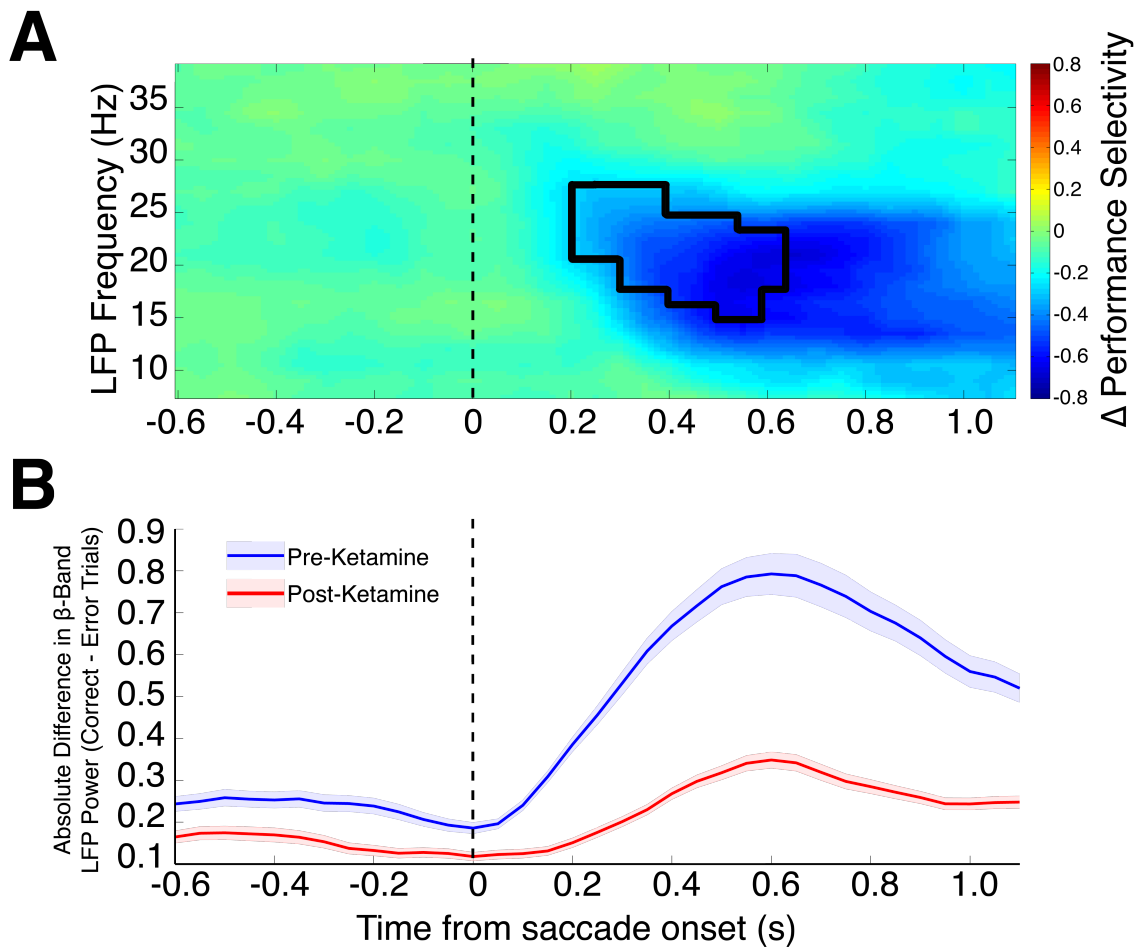 A
LFP Frequency (Hz)
35
30
25
20
15
10
-0.6 -0.4 -0.2 0 0.2 0.4 0.6 0.8 1.0
0.8
0.6
0.4
0.2
0
-0.2
-0.4
-0.6
-0.8
Δ Performance Selectivity
B
Absolute Difference in β-Band
LFP Power (Correct - Error Trials)
0.9
0.8
0.7
0.6
0.5
0.4
0.3
0.2
0.1
Pre-Ketamine
Post-Ketamine
-0.6 -0.4 -0.2 0 0.2 0.4 0.6 0.8 1.0
Time from saccade onset (s)